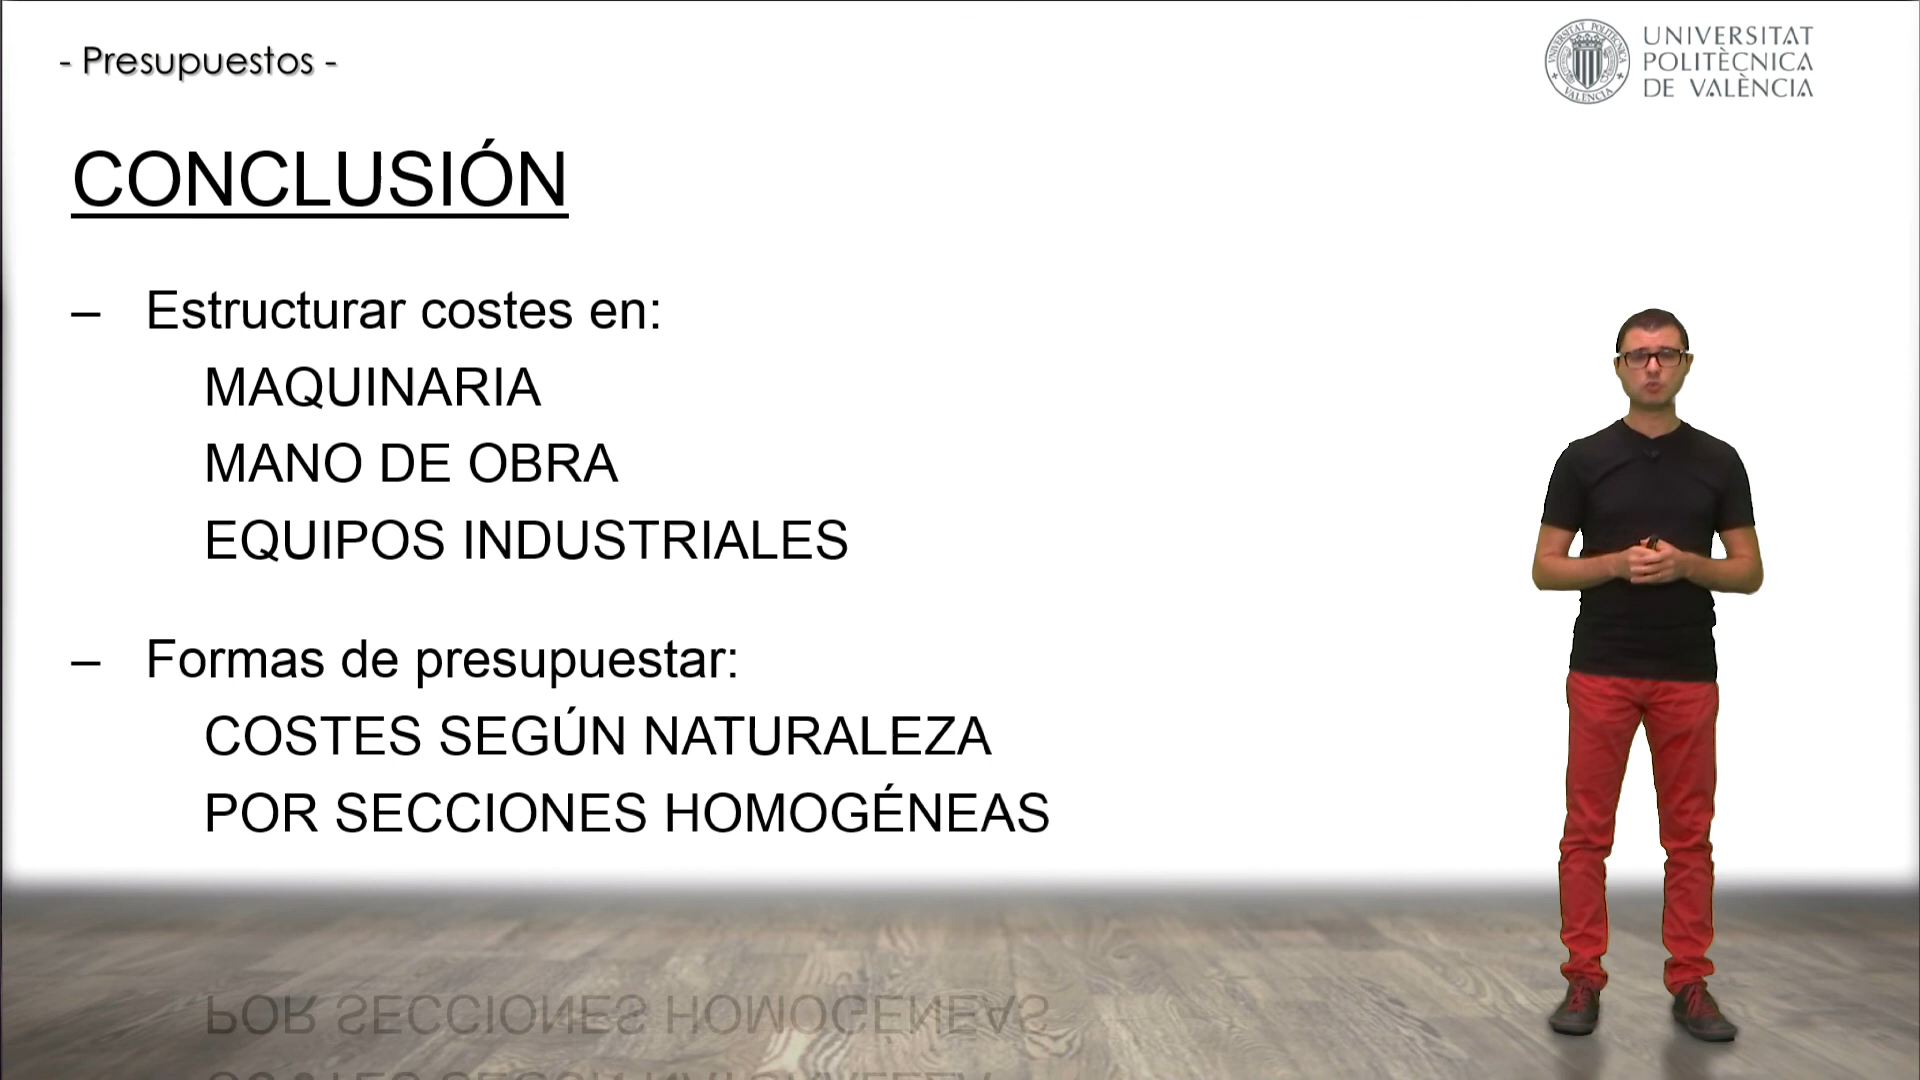 - Presupuestos -
UNIVERSITAT
POLITÈCNICA
DE VALÈNCIA
CONCLUSIÓN
– Estructurar costes en:
MAQUINARIA
MANO DE OBRA
EQUIPOS INDUSTRIALES
– Formas de presupuestar:
COSTES SEGÚN NATURALEZA
POR SECCIONES HOMOGÉNEAS